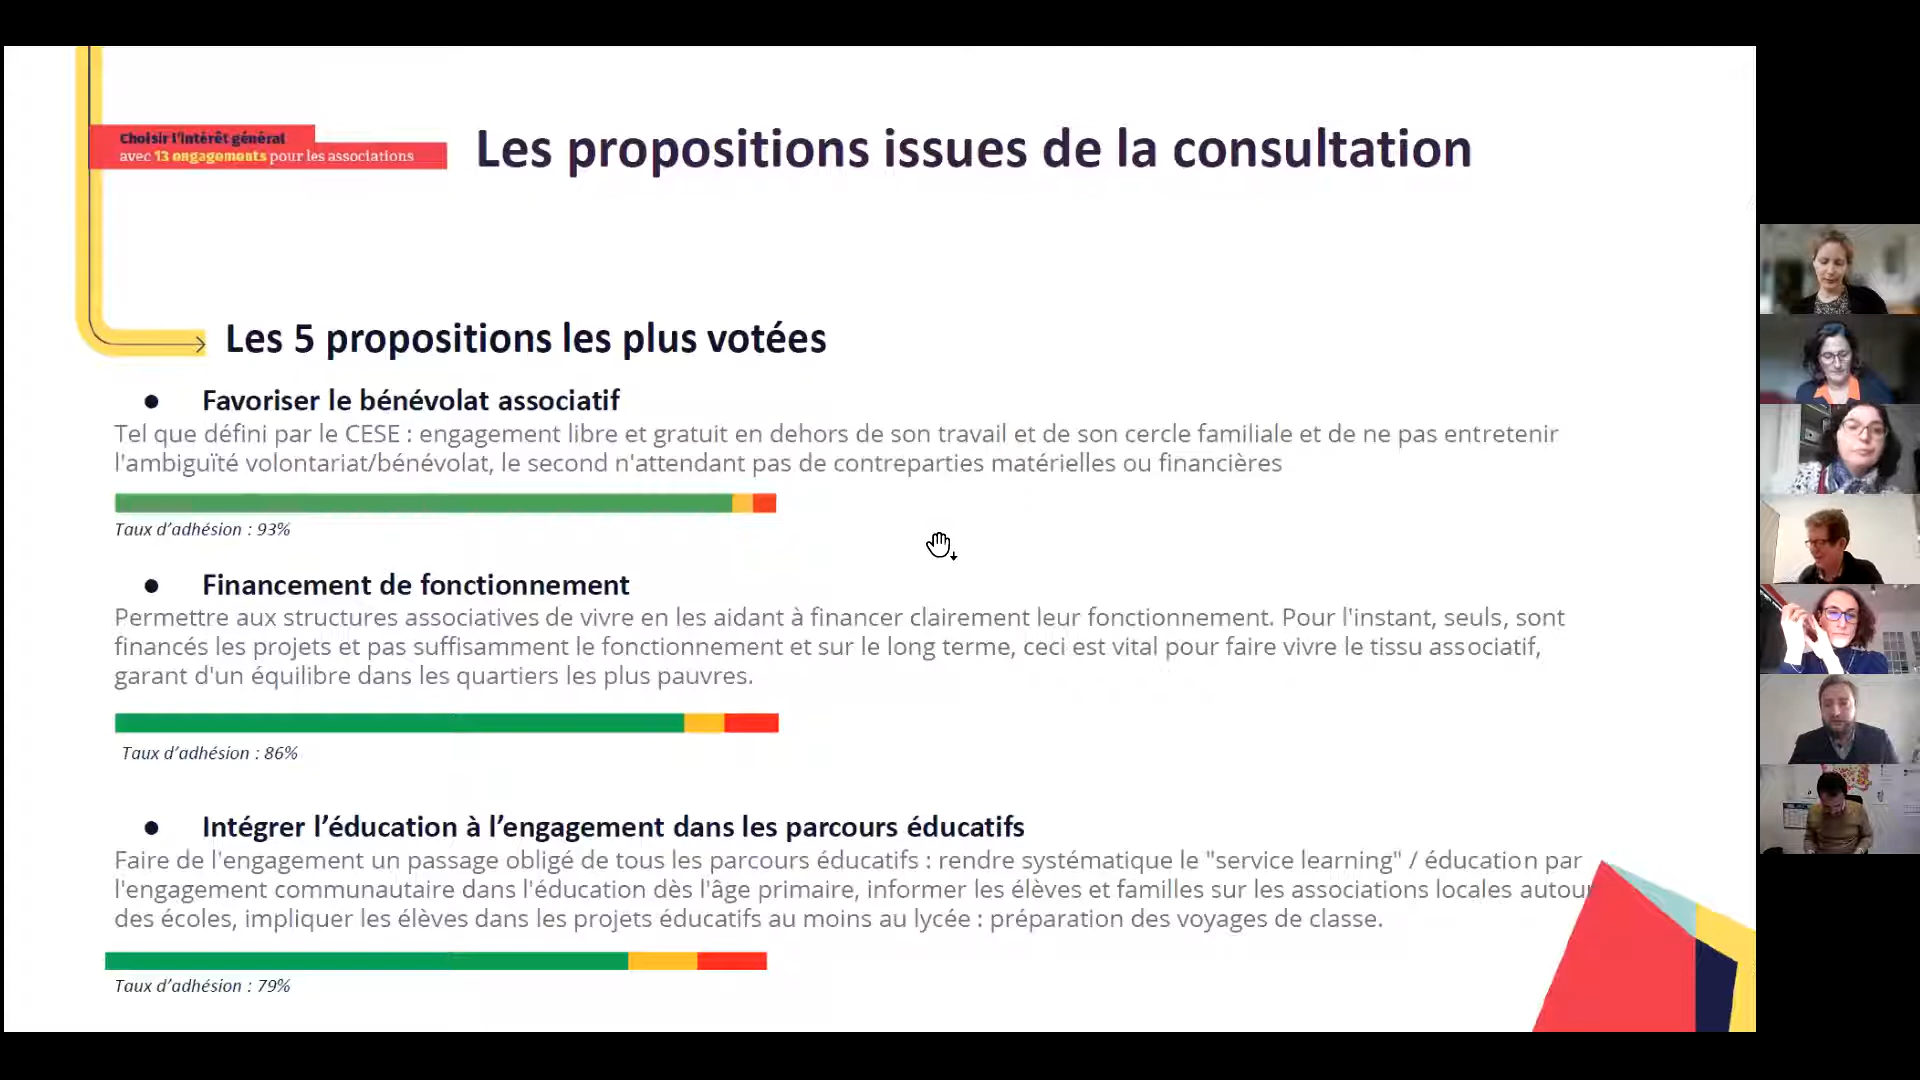 Choisir l'intérêt général
avec 13 engagements pour les associations
Les propositions issues de la consultation
Les 5 propositions les plus votées
● Favoriser le bénévolat associatif
Tel que défini par le CESE : engagement libre et gratuit en dehors de son travail et de son cercle familiale et de ne pas entretenir
l'ambiguïté volontariat/bénévolat, le second n'attendant pas de contreparties matérielles ou financières
Taux d'adhésion : 93%
● Financement de fonctionnement
Permettre aux structures associatives de vivre en les aidant à financer clairement leur fonctionnement. Pour l'instant, seuls, sont
financés les projets et pas suffisamment le fonctionnement et sur le long terme, ceci est vital pour faire vivre le tissu associatif,
garant d'un équilibre dans les quartiers les plus pauvres.
Taux d'adhésion : 86%
● Intégrer l’éducation à l’engagement dans les parcours éducatifs
Faire de l'engagement un passage obligé de tous les parcours éducatifs : rendre systématique le "service learning" / éducation par
l'engagement communautaire dans l'éducation dès l'âge primaire, informer les élèves et familles sur les associations locales autour
des écoles, impliquer les élèves dans les projets éducatifs au moins au lycée : préparation des voyages de classe.
Taux d’adhésion : 79%